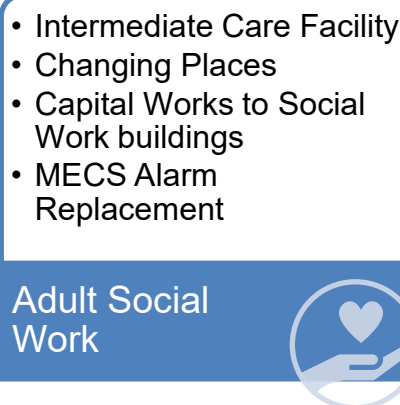 • Intermediate Care Facility
• Changing Places
• Capital Works to Social
Work buildings
• MECS Alarm
Replacement
Adult Social
Work